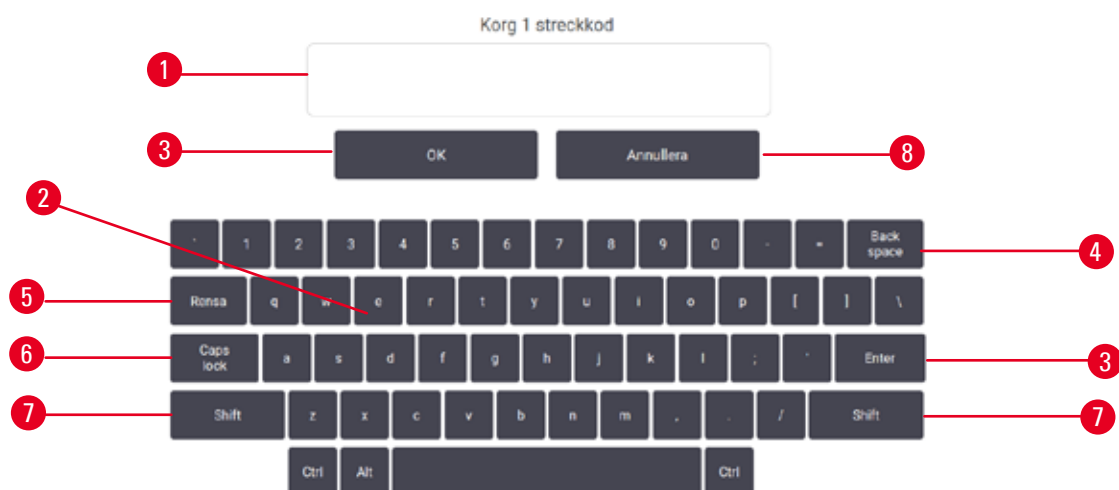 Korg 1 streckkod
1
3 OK Annullera 8
2
` 1 2 3 4 5 6 7 8 9 0 - = Back space 4
5 Rensa q w e r t y u i o p [ ] \
6 Caps lock a s d f g h j k l ; ' Enter 3
7 Shift z x c v b n m , . / Shift 7
Ctrl Alt Ctrl